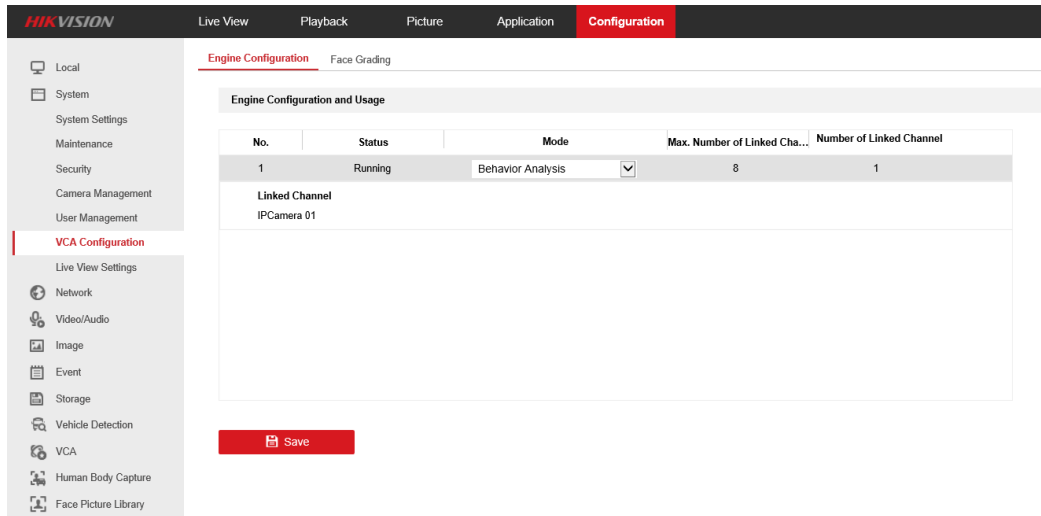 HIKVISION Live View Playback Picture Application Configuration
Local
System
System Settings
Maintenance
Security
Camera Management
User Management
VCA Configuration
Live View Settings
Network
Video/Audio
Image
Event
Storage
Vehicle Detection
VCA
Human Body Capture
Face Picture Library
Engine Configuration Face Grading
Engine Configuration and Usage
No. Status Mode Max. Number of Linked Cha... Number of Linked Channel
1 Running Behavior Analysis 8 1
Linked Channel
IPCamera 01
Save